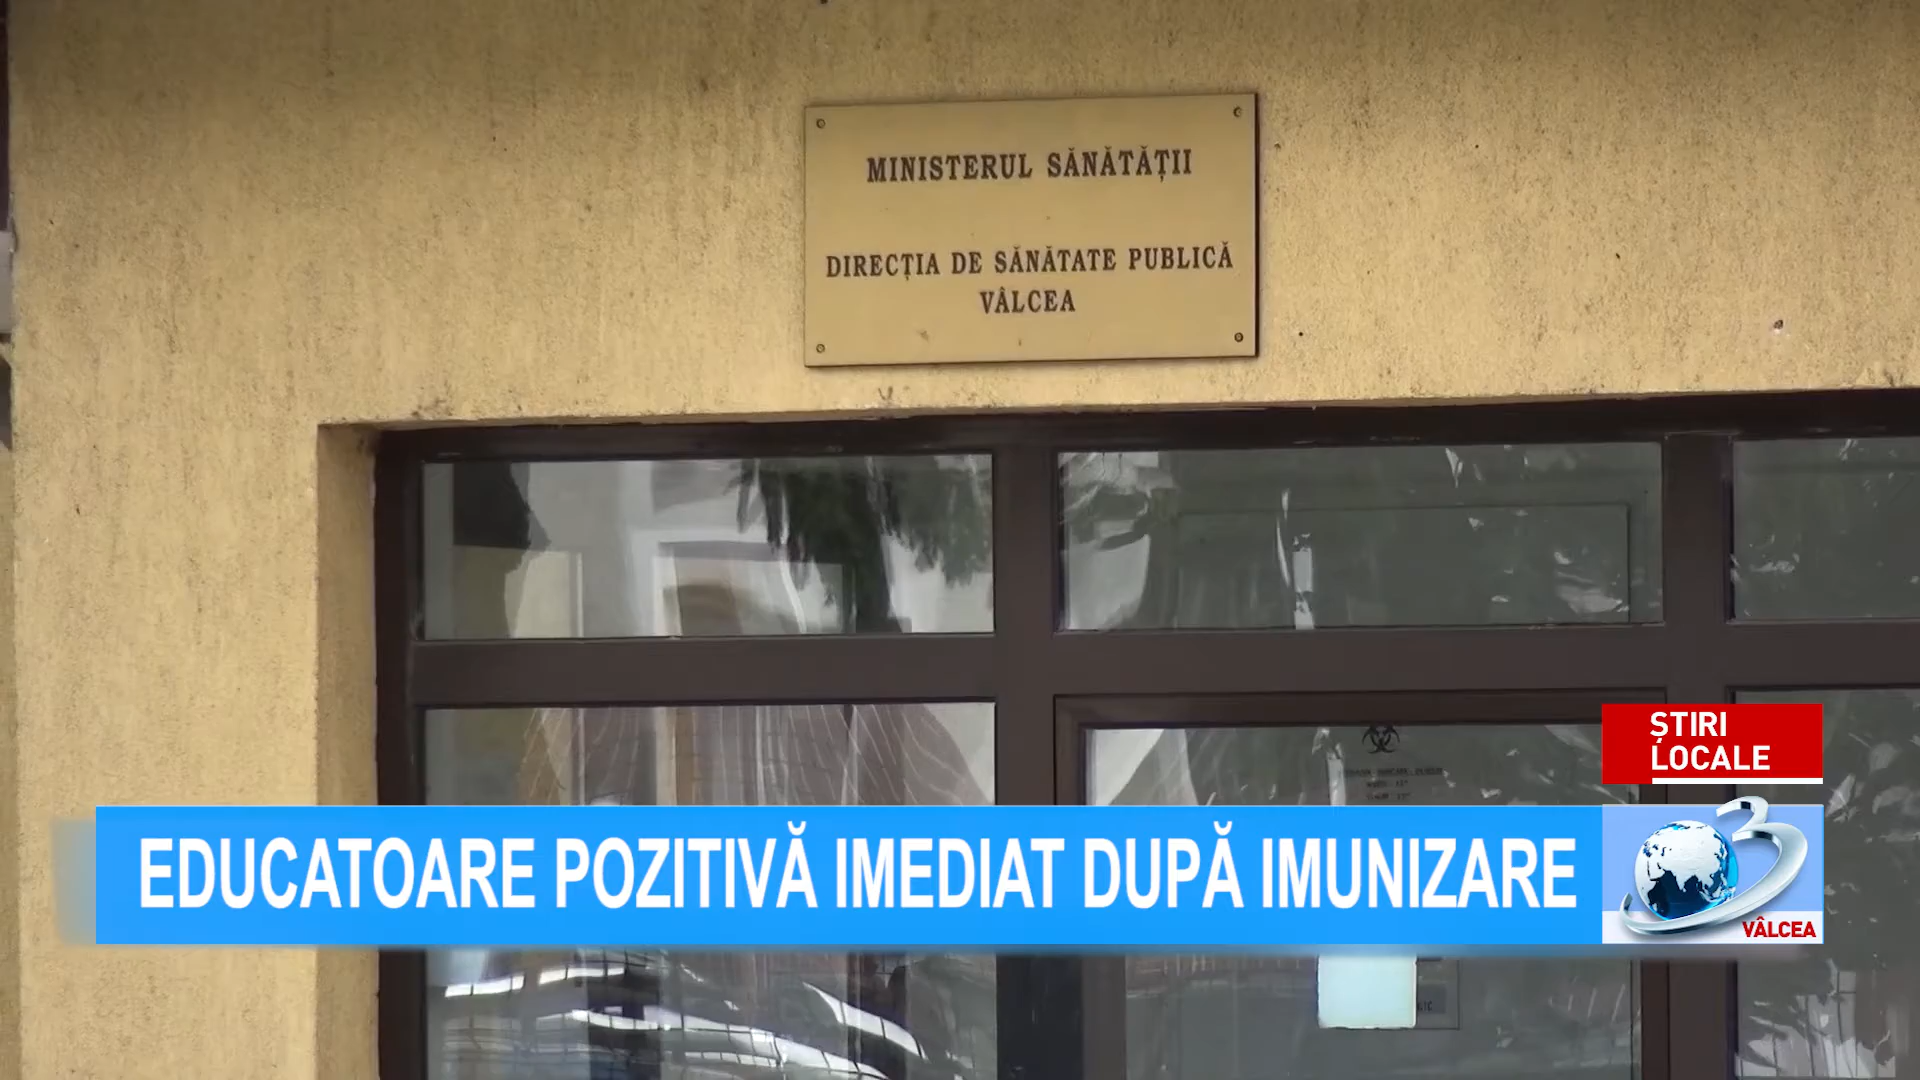 MINISTERUL SĂNĂTĂȚII
DIRECȚIA DE SĂNĂTATE PUBLICĂ
VÂLCEA
ȘTIRI
LOCALE
EDUCATOARE POZITIVĂ IMEDIAT DUPĂ IMUNIZARE
3
VÂLCEA